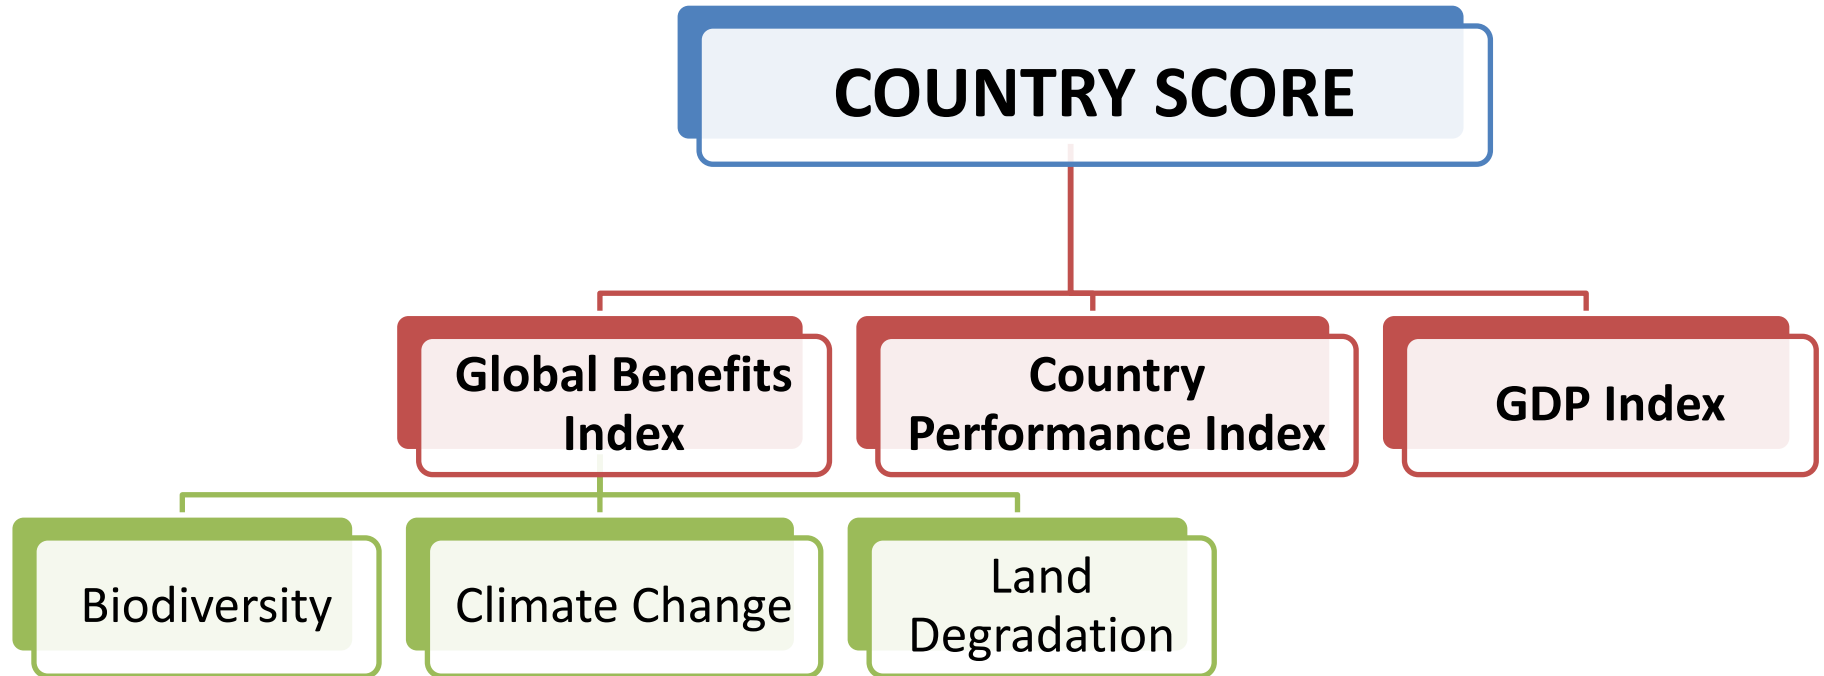 COUNTRY SCORE
Global Benefits
Index
Country
Performance Index
GDP Index
Biodiversity
Climate Change
Land
Degradation